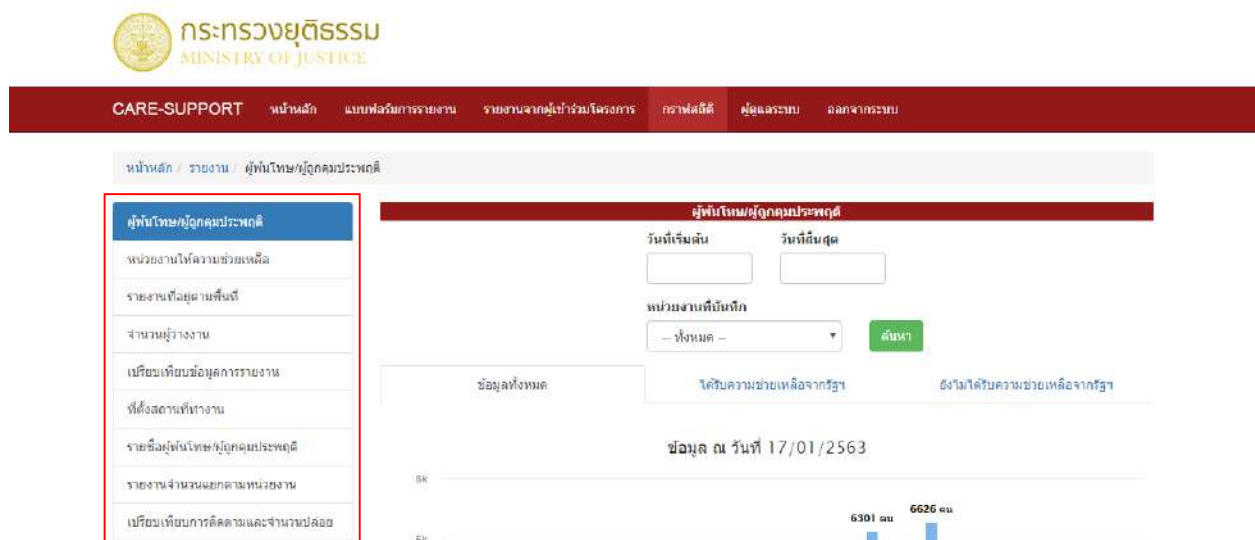 กระทรวงยุติธรรม
MINISTRY OF JUSTICE
CARE-SUPPORT หน้าหลัก แบบฟอร์มการรายงาน รายงานจากผู้เข้าร่วมโครงการ กราฟสถิติ ผู้ดูแลระบบ ออกจากระบบ
หน้าหลัก / รายงาน / ผู้พ้นโทษ/ผู้ถูกคุมประพฤติ
ผู้พ้นโทษ/ผู้ถูกคุมประพฤติ
หน่วยงานให้ความช่วยเหลือ
รายงานที่อยู่ตามพื้นที่
จำนวนผู้ว่างงาน
เปรียบเทียบข้อมูลการรายงาน
ที่ตั้งสถานที่ทำงาน
รายชื่อผู้พ้นโทษ/ผู้ถูกคุมประพฤติ
รายงานจำนวนแยกตามหน่วยงาน
เปรียบเทียบการติดตามและจำนวนปล่อย
ผู้พ้นโทษ/ผู้ถูกคุมประพฤติ
วันที่เริ่มต้น วันที่สิ้นสุด
หน่วยงานที่บันทึก
-- ทั้งหมด -- ค้นหา
ข้อมูลทั้งหมด ได้รับความช่วยเหลือจากรัฐฯ ยังไม่ได้รับความช่วยเหลือจากรัฐฯ
ข้อมูล ณ วันที่ 17/01/2563
8k
6301 คน 6626 คน